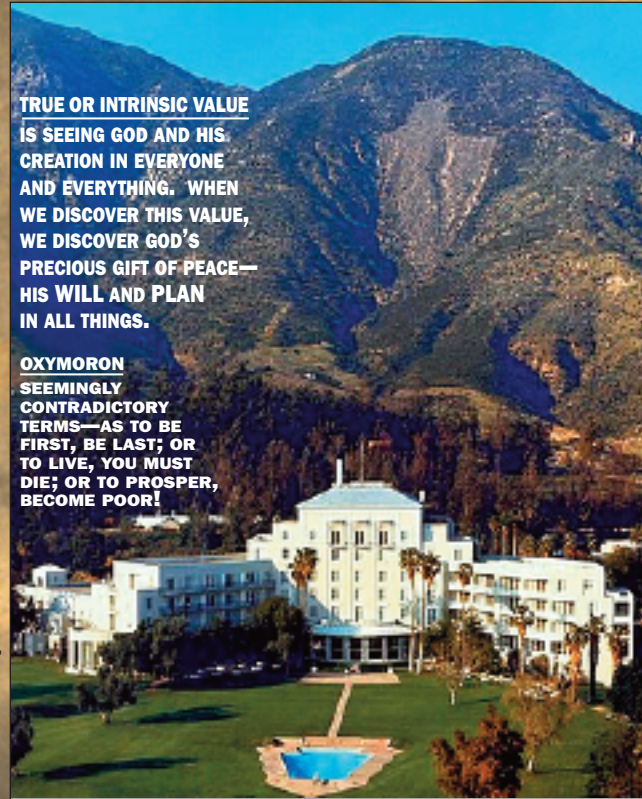 TRUE OR INTRINSIC VALUE
IS SEEING GOD AND HIS
CREATION IN EVERYONE
AND EVERYTHING. WHEN
WE DISCOVER THIS VALUE,
WE DISCOVER GOD'S
PRECIOUS GIFT OF PEACE—
HIS WILL AND PLAN
IN ALL THINGS.
OXYMORON
SEEMINGLY
CONTRADICTORY
TERMS—AS TO BE
FIRST, BE LAST; OR
TO LIVE, YOU MUST
DIE; OR TO PROSPER,
BECOME POOR!